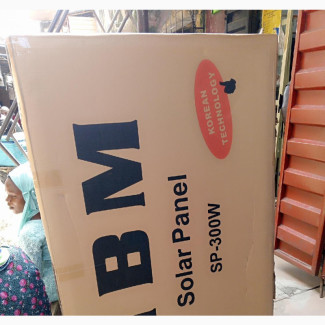 BM
Solar Panel
SP-300W
KOREAN
TECHNOLOGY